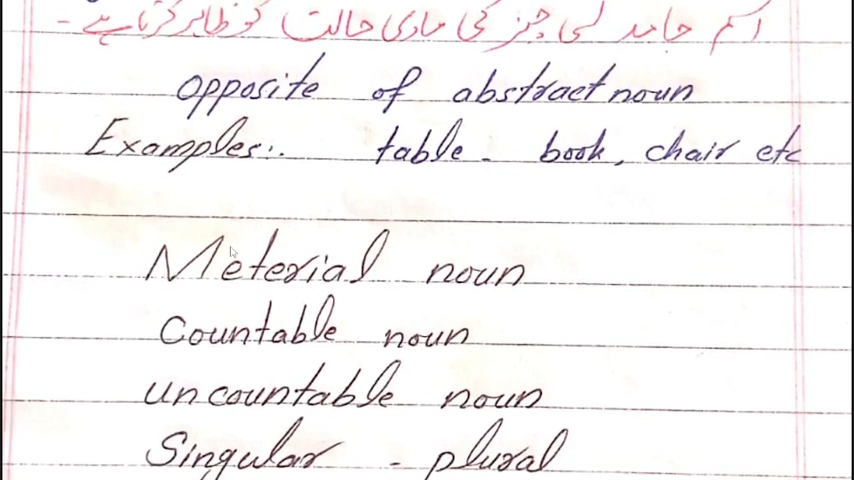 اسم جامد کسی چیز کی مادی حالت کو ظاہر کرتا ہے۔
opposite of abstract noun
Examples:. table - book, chair etc
Meterial noun
Countable noun
uncountable noun
Singular - plural